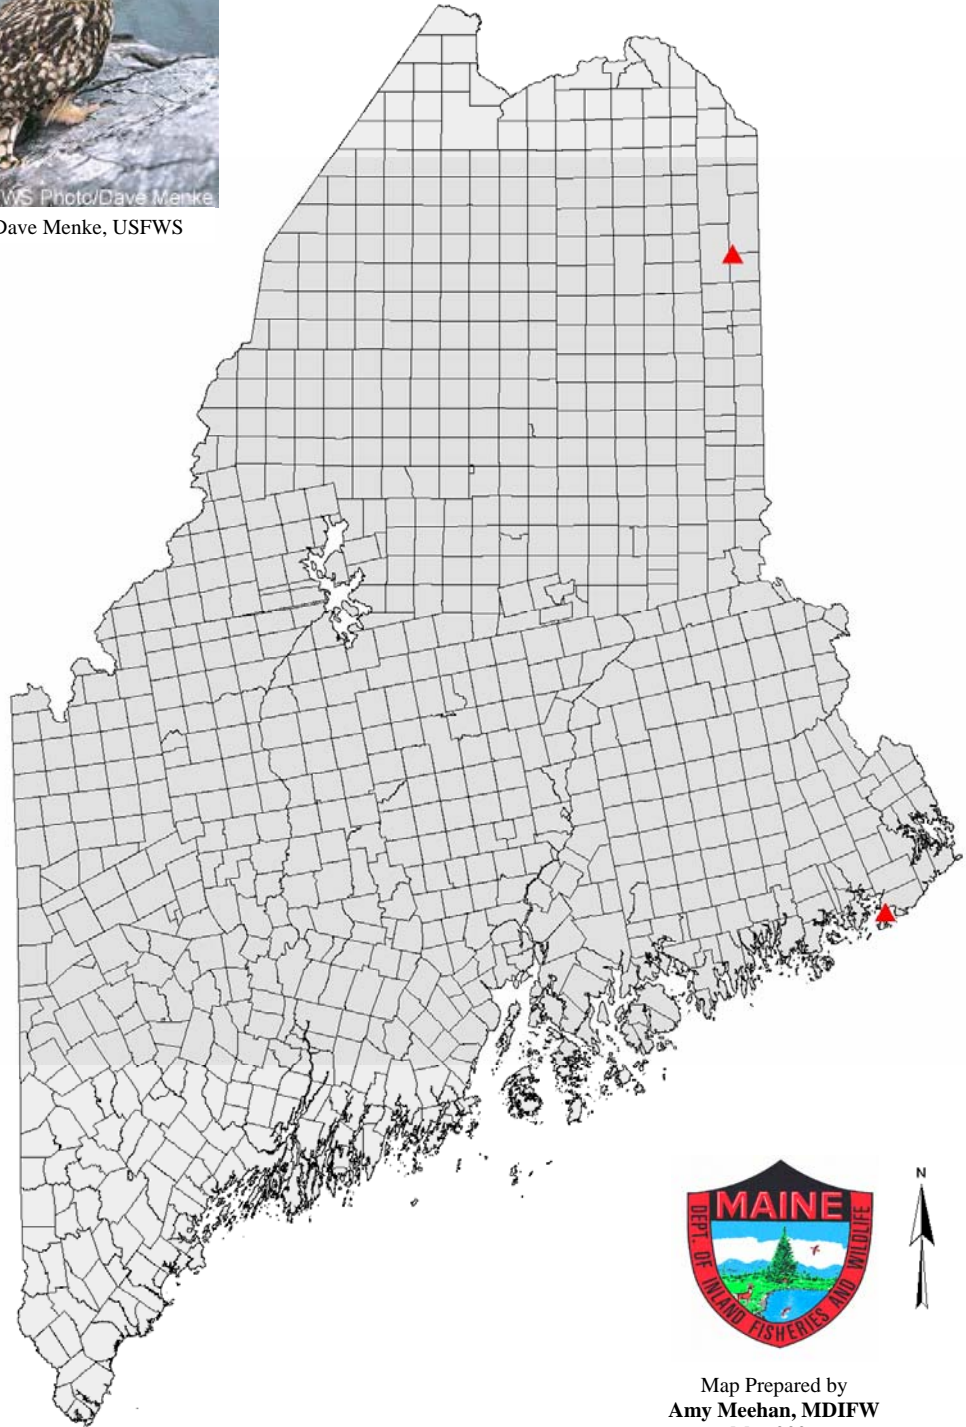 WS Photo/Dave Menke
Dave Menke, USFWS
N
MAINE
DEPT. OF INLAND FISHERIES AND WILDLIFE
Map Prepared by
Amy Meehan, MDIFW